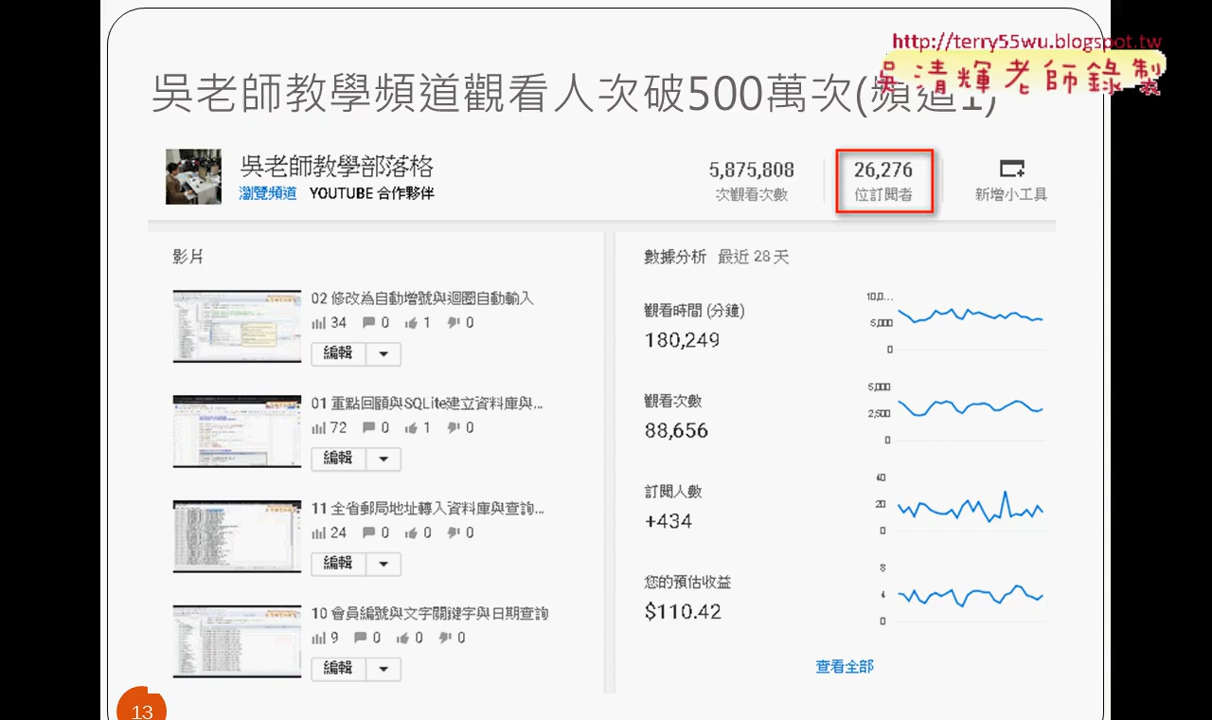 http://terry55wu.blogspot.tw
吳清輝老師錄製
吳老師教學頻道觀看人次破500萬次(頻道1)
吳老師教學部落格
瀏覽頻道 YOUTUBE 合作夥伴
5,875,808
次觀看次數
26,276
位訂閱者
新增小工具
影片
02 修改為自動增號與迴圈自動輸入
34 0 1 0
編輯
01 重點回顧與SQLite建立資料庫與...
72 0 1 0
編輯
11 全省郵局地址轉入資料庫與查詢...
24 0 0 0
編輯
10 會員編號與文字關鍵字與日期查詢
9 0 0 0
編輯
數據分析 最近 28 天
觀看時間 (分鐘)
180,249
10,0...
5,000
0
觀看次數
88,656
5,000
2,500
0
訂閱人數
+434
40
20
0
您的預估收益
$110.42
8
4
0
查看全部
13